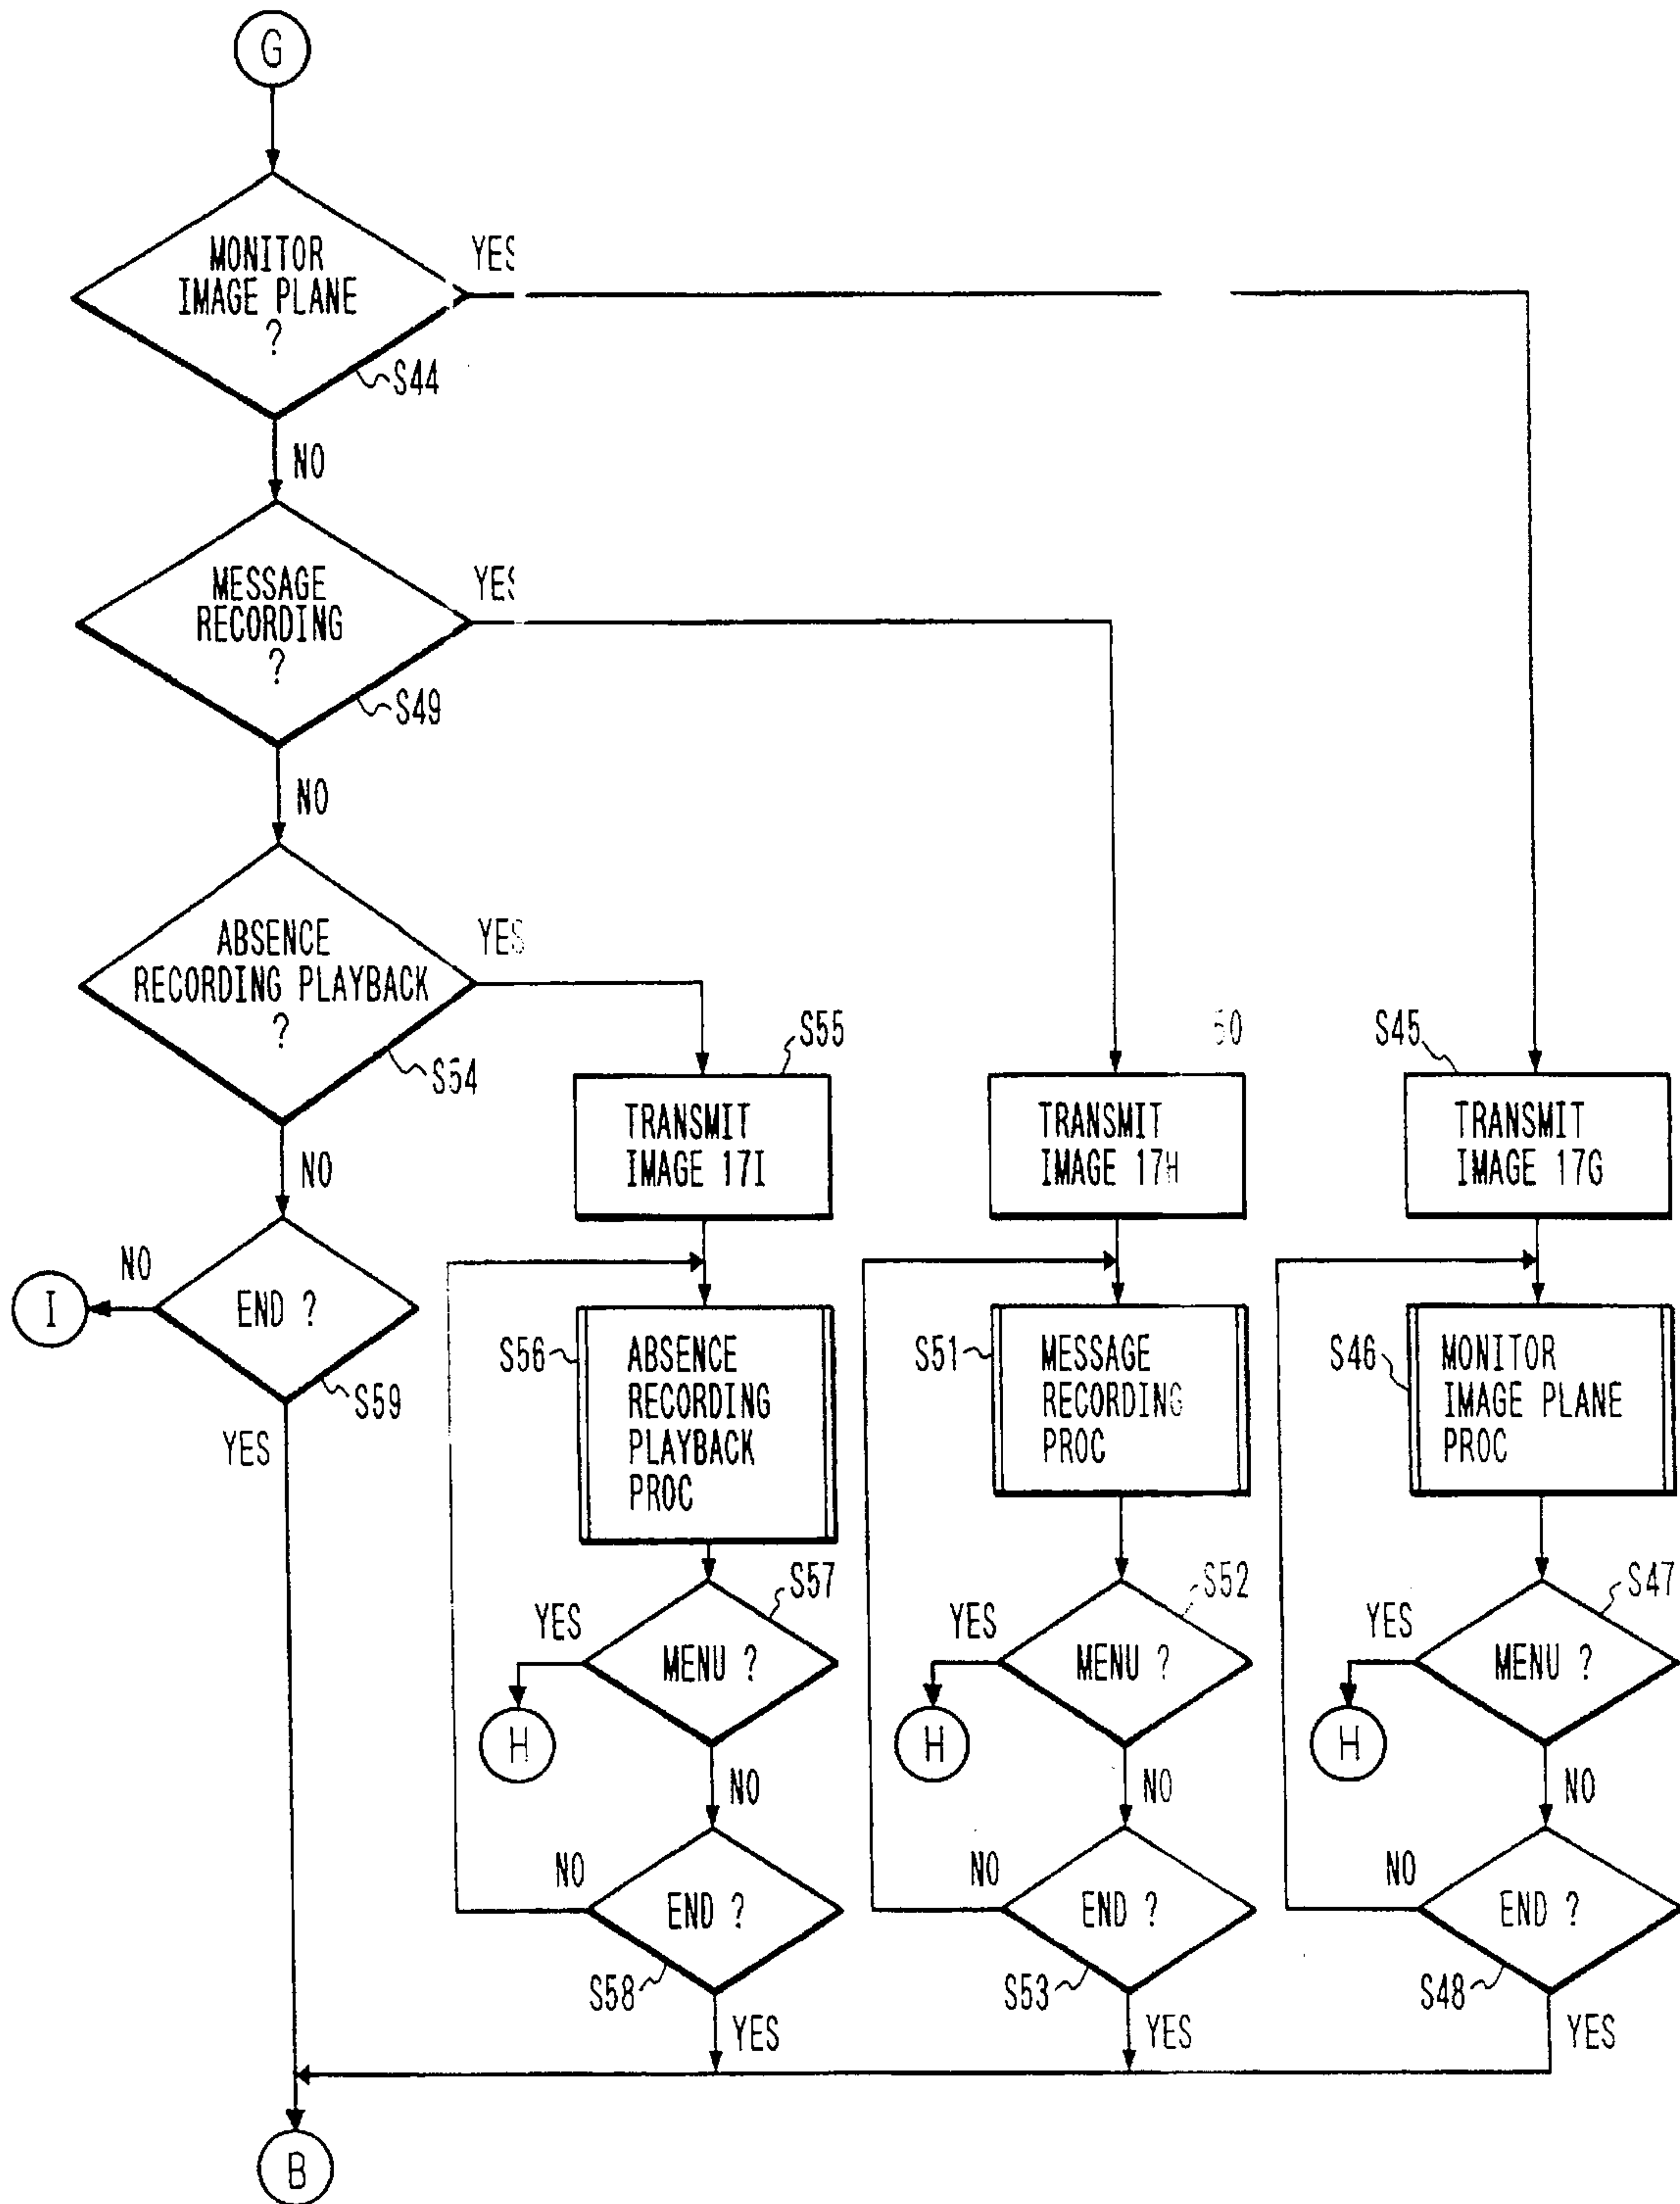 G
MONITOR
IMAGE PLANE
?
YES
S44
NO
MESSAGE
RECORDING
?
YES
S49
NO
ABSENCE
RECORDING PLAYBACK
?
YES
S54
NO
END ?
NO
I
S59
YES
S55
TRANSMIT
IMAGE 17I
S56
ABSENCE
RECORDING
PLAYBACK
PROC
S57
MENU ?
YES
H
NO
END ?
NO
S58
YES
50
TRANSMIT
IMAGE 17H
S51
MESSAGE
RECORDING
PROC
S52
MENU ?
YES
H
NO
END ?
NO
S53
YES
S45
TRANSMIT
IMAGE 17G
S46
MONITOR
IMAGE PLANE
PROC
S47
MENU ?
YES
H
NO
END ?
NO
S48
YES
B